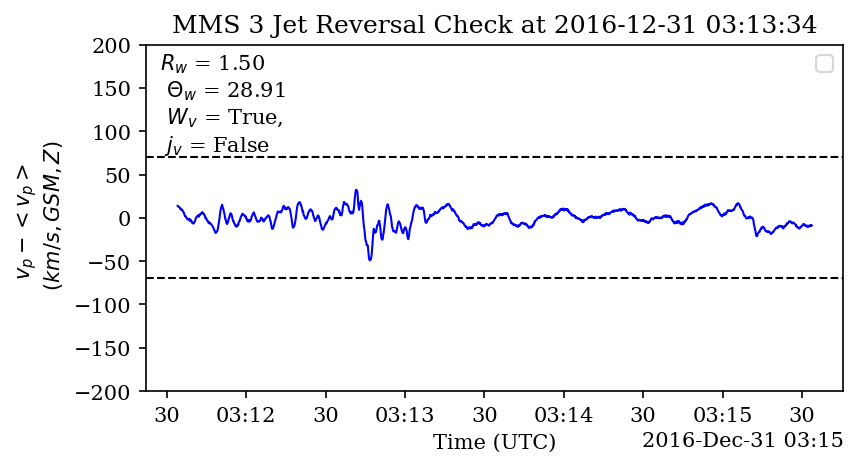 MMS 3 Jet Reversal Check at 2016-12-31 03:13:34
R_w = 1.50
Θ_w = 28.91
W_v = True,
j_v = False
200
150
100
50
0
−50
−100
−150
−200
v_p − < v_p >
(km/s, GSM, Z)
30 03:12 30 03:13 30 03:14 30 03:15 30
Time (UTC)
2016-Dec-31 03:15